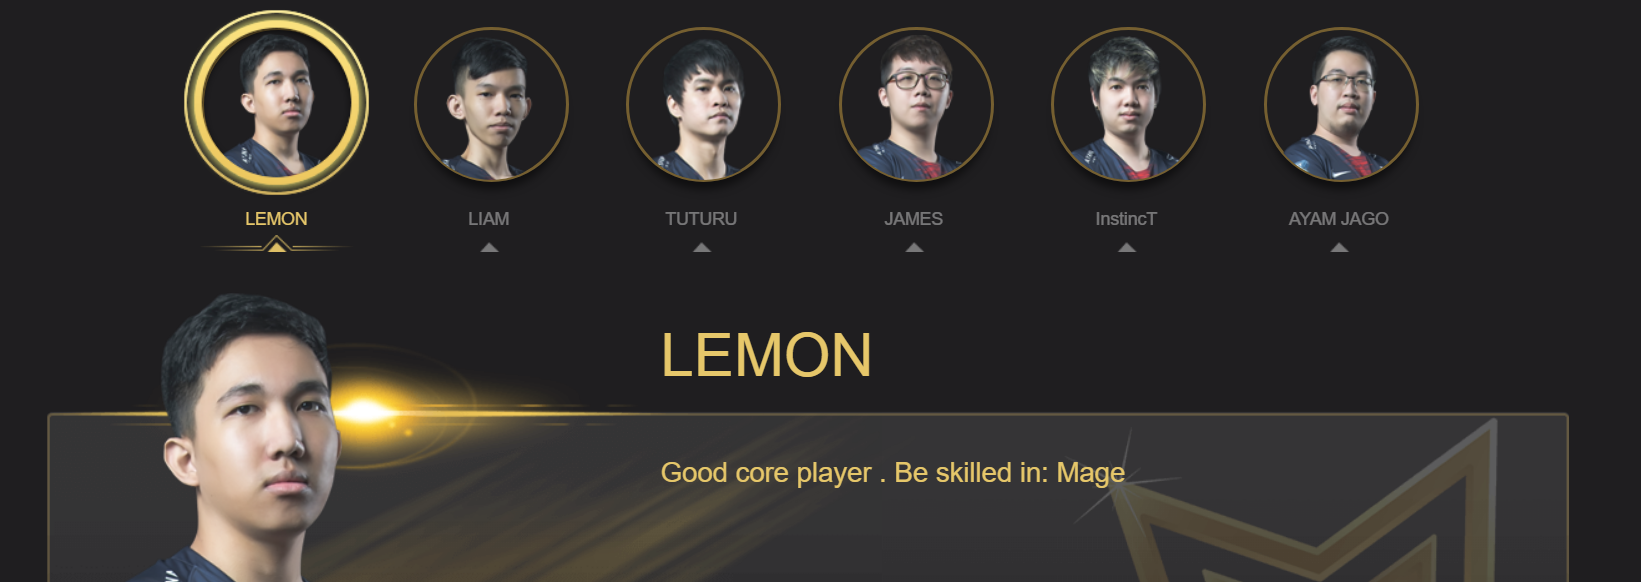 LEMON
LIAM
TUTURU
JAMES
InstincT
AYAM JAGO
LEMON
Good core player . Be skilled in: Mage